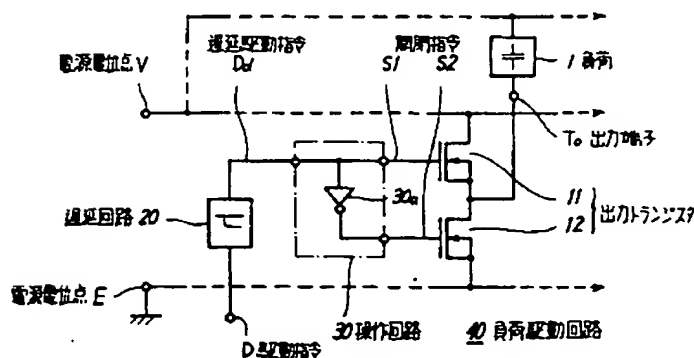 遅延駆動指令
Dd
開閉指令
S1 S2
1 負荷
電源電位点 V
To 出力端子
30a
11
12
出力トランジスタ
遅延回路 20
電源電位点 E
30 操作回路
40 負荷駆動回路
D 駆動指令